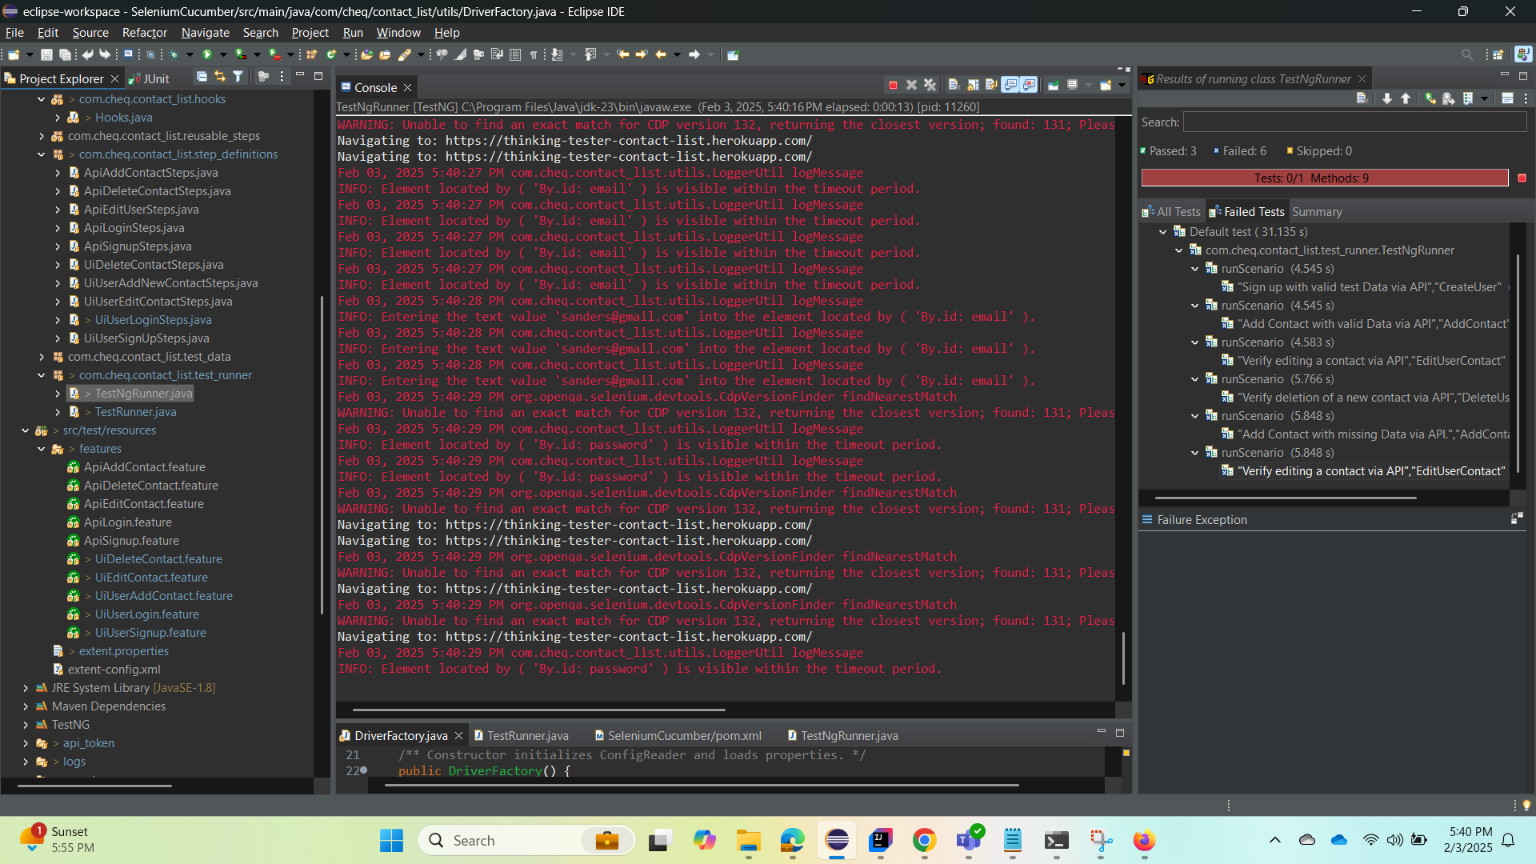 eclipse-workspace - SeleniumCucumber/src/main/java/com/cheq/contact_list/utils/DriverFactory.java - Eclipse IDE
File Edit Source Refactor Navigate Search Project Run Window Help
Project Explorer
JUnit
> com.cheq.contact_list.hooks
> Hooks.java
com.cheq.contact_list.reusable_steps
> com.cheq.contact_list.step_definitions
ApiAddContactSteps.java
ApiDeleteContactSteps.java
ApiEditUserSteps.java
ApiLoginSteps.java
ApiSignupSteps.java
UiDeleteContactSteps.java
UiUserAddNewContactSteps.java
UiUserEditContactSteps.java
> UiUserLoginSteps.java
UiUserSignUpSteps.java
com.cheq.contact_list.test_data
> com.cheq.contact_list.test_runner
> TestNgRunner.java
> TestRunner.java
> src/test/resources
> features
ApiAddContact.feature
ApiDeleteContact.feature
ApiEditContact.feature
ApiLogin.feature
ApiSignup.feature
> UiDeleteContact.feature
> UiEditContact.feature
> UiUserAddContact.feature
> UiUserLogin.feature
> UiUserSignup.feature
> extent.properties
extent-config.xml
JRE System Library [JavaSE-1.8]
Maven Dependencies
TestNG
> api_token
> logs
Console
TestNgRunner [TestNG] C:\Program Files\Java\jdk-23\bin\javaw.exe (Feb 3, 2025, 5:40:16 PM elapsed: 0:00:13) [pid: 11260]
WARNING: Unable to find an exact match for CDP version 132, returning the closest version; found: 131; Pleas
Navigating to: https://thinking-tester-contact-list.herokuapp.com/
Navigating to: https://thinking-tester-contact-list.herokuapp.com/
Feb 03, 2025 5:40:27 PM com.cheq.contact_list.utils.LoggerUtil logMessage
INFO: Element located by ( 'By.id: email' ) is visible within the timeout period.
Feb 03, 2025 5:40:27 PM com.cheq.contact_list.utils.LoggerUtil logMessage
INFO: Element located by ( 'By.id: email' ) is visible within the timeout period.
Feb 03, 2025 5:40:27 PM com.cheq.contact_list.utils.LoggerUtil logMessage
INFO: Element located by ( 'By.id: email' ) is visible within the timeout period.
Feb 03, 2025 5:40:27 PM com.cheq.contact_list.utils.LoggerUtil logMessage
INFO: Element located by ( 'By.id: email' ) is visible within the timeout period.
Feb 03, 2025 5:40:28 PM com.cheq.contact_list.utils.LoggerUtil logMessage
INFO: Entering the text value 'sanders@gmail.com' into the element located by ( 'By.id: email' ).
Feb 03, 2025 5:40:28 PM com.cheq.contact_list.utils.LoggerUtil logMessage
INFO: Entering the text value 'sanders@gmail.com' into the element located by ( 'By.id: email' ).
Feb 03, 2025 5:40:28 PM com.cheq.contact_list.utils.LoggerUtil logMessage
INFO: Entering the text value 'sanders@gmail.com' into the element located by ( 'By.id: email' ).
Feb 03, 2025 5:40:29 PM org.openqa.selenium.devtools.CdpVersionFinder findNearestMatch
WARNING: Unable to find an exact match for CDP version 132, returning the closest version; found: 131; Pleas
Feb 03, 2025 5:40:29 PM com.cheq.contact_list.utils.LoggerUtil logMessage
INFO: Element located by ( 'By.id: password' ) is visible within the timeout period.
Feb 03, 2025 5:40:29 PM com.cheq.contact_list.utils.LoggerUtil logMessage
INFO: Element located by ( 'By.id: password' ) is visible within the timeout period.
Feb 03, 2025 5:40:29 PM org.openqa.selenium.devtools.CdpVersionFinder findNearestMatch
WARNING: Unable to find an exact match for CDP version 132, returning the closest version; found: 131; Pleas
Navigating to: https://thinking-tester-contact-list.herokuapp.com/
Navigating to: https://thinking-tester-contact-list.herokuapp.com/
Feb 03, 2025 5:40:29 PM org.openqa.selenium.devtools.CdpVersionFinder findNearestMatch
WARNING: Unable to find an exact match for CDP version 132, returning the closest version; found: 131; Pleas
Navigating to: https://thinking-tester-contact-list.herokuapp.com/
Feb 03, 2025 5:40:29 PM org.openqa.selenium.devtools.CdpVersionFinder findNearestMatch
WARNING: Unable to find an exact match for CDP version 132, returning the closest version; found: 131; Pleas
Navigating to: https://thinking-tester-contact-list.herokuapp.com/
Feb 03, 2025 5:40:29 PM com.cheq.contact_list.utils.LoggerUtil logMessage
INFO: Element located by ( 'By.id: password' ) is visible within the timeout period.
DriverFactory.java TestRunner.java SeleniumCucumber/pom.xml TestNgRunner.java
21 /** Constructor initializes ConfigReader and loads properties. */
22 public DriverFactory() {
Results of running class TestNgRunner
Search:
Passed: 3 Failed: 6 Skipped: 0
Tests: 0/1 Methods: 9
All Tests Failed Tests Summary
Default test ( 31.135 s)
com.cheq.contact_list.test_runner.TestNgRunner
runScenario (4.545 s)
"Sign up with valid test Data via API","CreateUser"
runScenario (4.545 s)
"Add Contact with valid Data via API","AddContact"
runScenario (4.583 s)
"Verify editing a contact via API","EditUserContact"
runScenario (5.766 s)
"Verify deletion of a new contact via API","DeleteUs
runScenario (5.848 s)
"Add Contact with missing Data via API.","AddConta
runScenario (5.848 s)
"Verify editing a contact via API","EditUserContact"
Failure Exception
1
Sunset
5:55 PM
Search
5:40 PM
2/3/2025